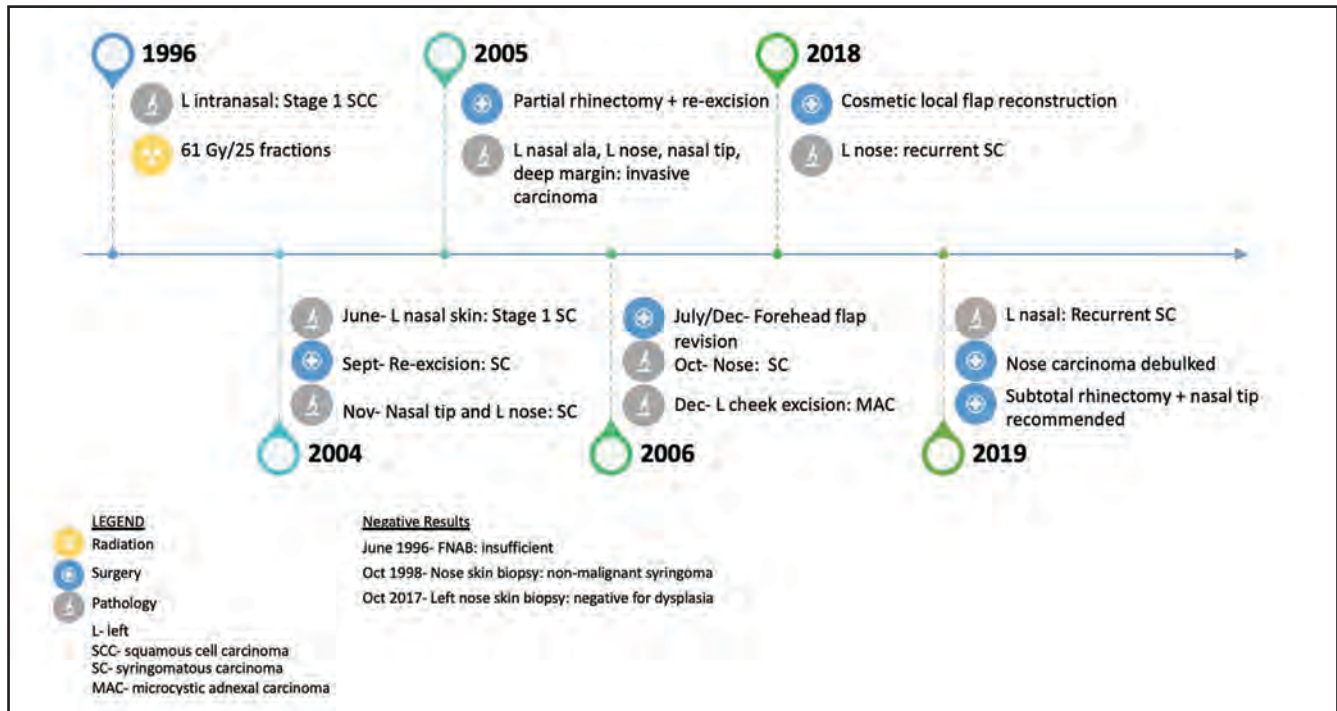 1996
L intranasal: Stage 1 SCC
61 Gy/25 fractions
2005
Partial rhinectomy + re-excision
L nasal ala, L nose, nasal tip,
deep margin: invasive
carcinoma
2018
Cosmetic local flap reconstruction
L nose: recurrent SC
June- L nasal skin: Stage 1 SC
Sept- Re-excision: SC
Nov- Nasal tip and L nose: SC
2004
July/Dec- Forehead flap
revision
Oct- Nose: SC
Dec- L cheek excision: MAC
2006
L nasal: Recurrent SC
Nose carcinoma debulked
Subtotal rhinectomy + nasal tip
recommended
2019
LEGEND
Radiation
Surgery
Pathology
L- left
SCC- squamous cell carcinoma
SC- syringomatous carcinoma
MAC- microcystic adnexal carcinoma
Negative Results
June 1996- FNAB: insufficient
Oct 1998- Nose skin biopsy: non-malignant syringoma
Oct 2017- Left nose skin biopsy: negative for dysplasia